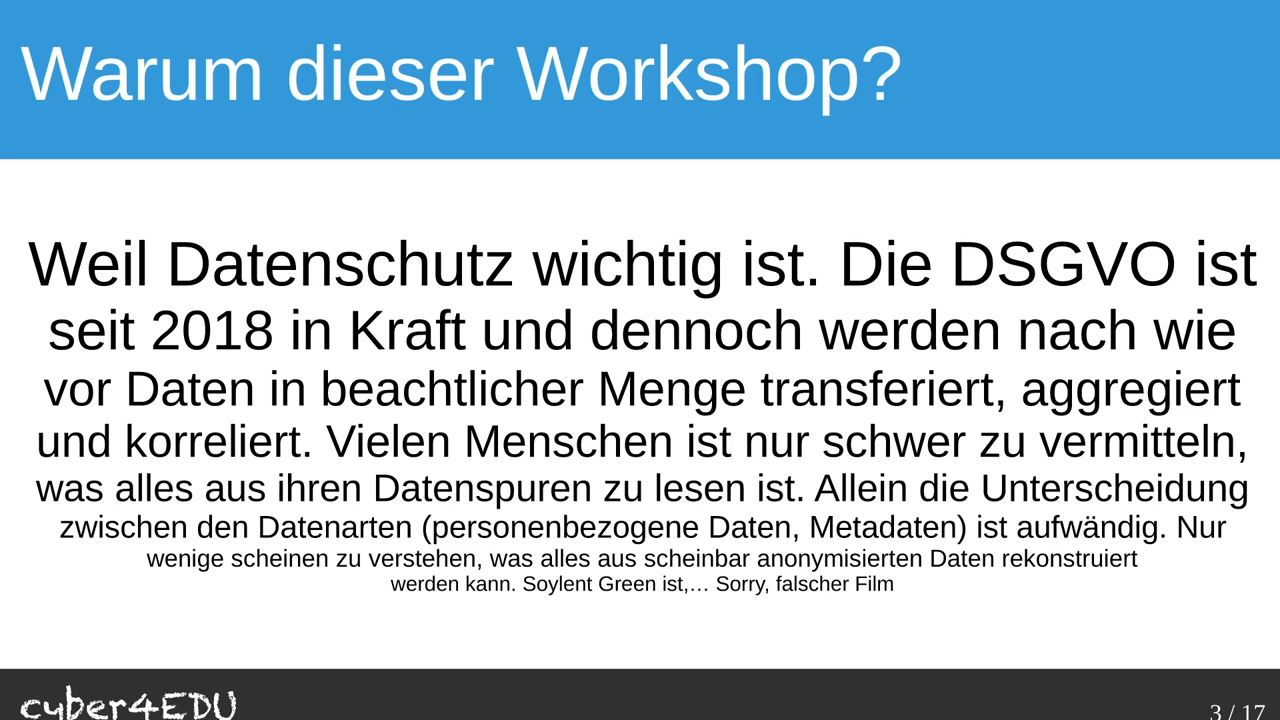 Warum dieser Workshop?
Weil Datenschutz wichtig ist. Die DSGVO ist
seit 2018 in Kraft und dennoch werden nach wie
vor Daten in beachtlicher Menge transferiert, aggregiert
und korreliert. Vielen Menschen ist nur schwer zu vermitteln,
was alles aus ihren Datenspuren zu lesen ist. Allein die Unterscheidung
zwischen den Datenarten (personenbezogene Daten, Metadaten) ist aufwändig. Nur
wenige scheinen zu verstehen, was alles aus scheinbar anonymisierten Daten rekonstruiert
werden kann. Soylent Green ist,… Sorry, falscher Film
cyber4EDU
3 / 17